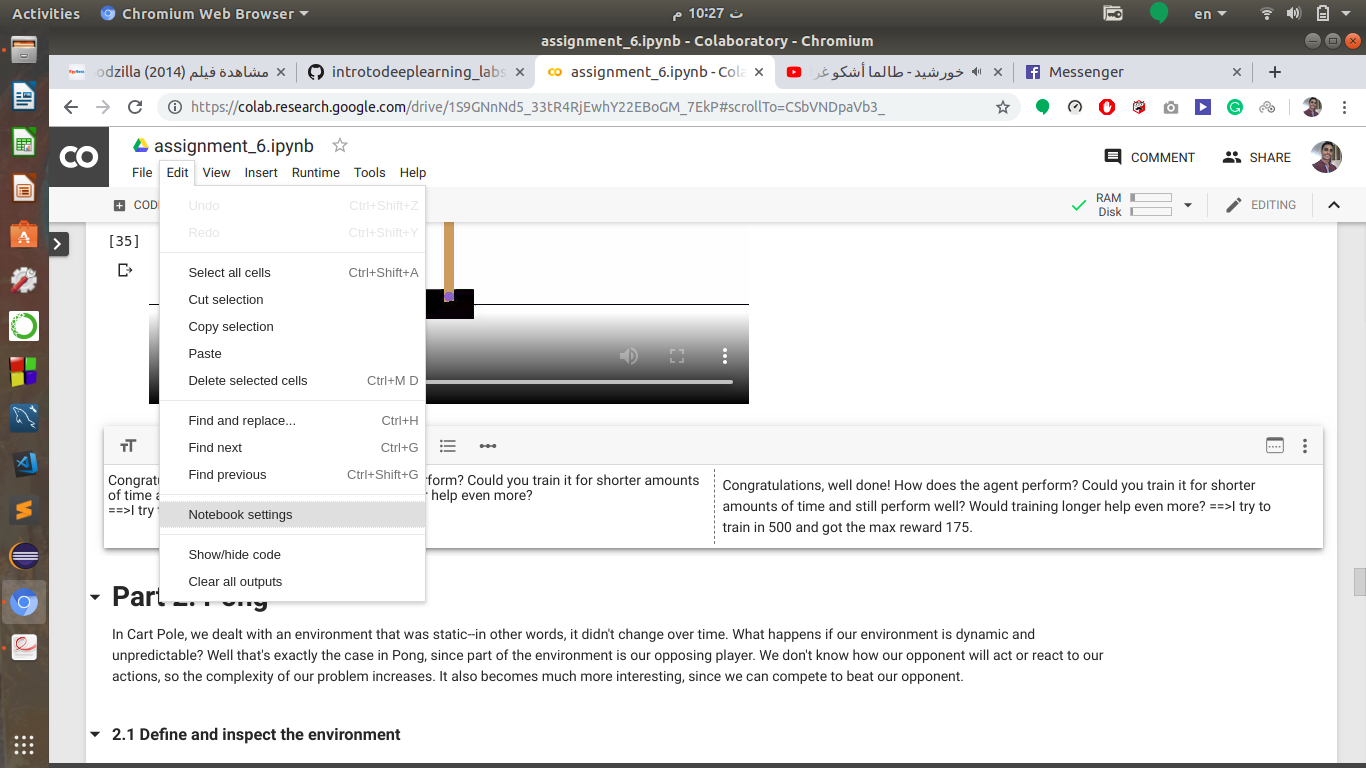 Activities
Chromium Web Browser
ث 10:27 م
en
assignment_6.ipynb - Colaboratory - Chromium
مشاهدة فيلم Godzilla (2014)
introtodeeplearning_labs
assignment_6.ipynb - Cola
خورشيد - طالما أشكو غر
Messenger
https://colab.research.google.com/drive/1S9GNnNd5_33tR4RjEwhY22EBoGM_7EkP#scrollTo=CSbVNDpaVb3_
CO
assignment_6.ipynb
COMMENT
SHARE
File Edit View Insert Runtime Tools Help
COD
RAM
Disk
EDITING
Undo Ctrl+Shift+Z
Redo Ctrl+Shift+Y
Select all cells Ctrl+Shift+A
Cut selection
Copy selection
Paste
Delete selected cells Ctrl+M D
Find and replace... Ctrl+H
Find next Ctrl+G
Find previous Ctrl+Shift+G
Notebook settings
Show/hide code
Clear all outputs
[35]
Congratu rform? Could you train it for shorter amounts
of time a r help even more?
==>I try
Congratulations, well done! How does the agent perform? Could you train it for shorter
amounts of time and still perform well? Would training longer help even more? ==>I try to
train in 500 and got the max reward 175.
Part 2: Pong
In Cart Pole, we dealt with an environment that was static--in other words, it didn't change over time. What happens if our environment is dynamic and
unpredictable? Well that's exactly the case in Pong, since part of the environment is our opposing player. We don't know how our opponent will act or react to our
actions, so the complexity of our problem increases. It also becomes much more interesting, since we can compete to beat our opponent.
2.1 Define and inspect the environment